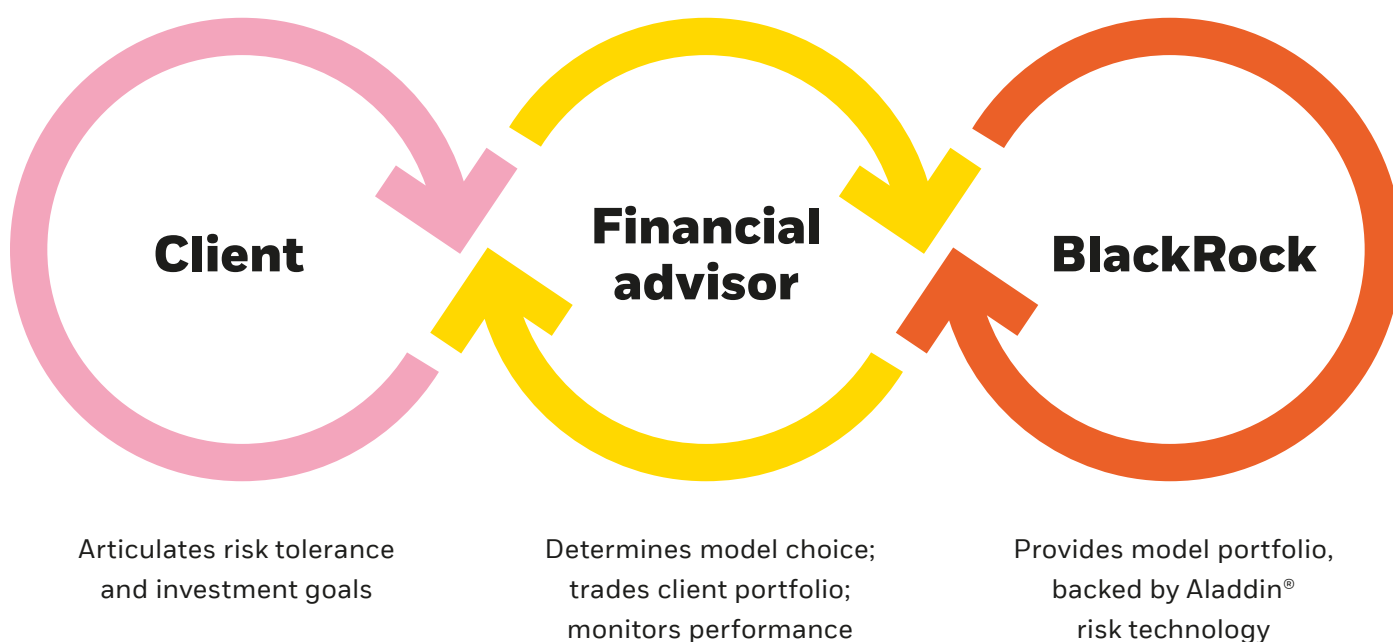 Client
Financial
advisor
BlackRock
Articulates risk tolerance
and investment goals
Determines model choice;
trades client portfolio;
monitors performance
Provides model portfolio,
backed by Aladdin®
risk technology